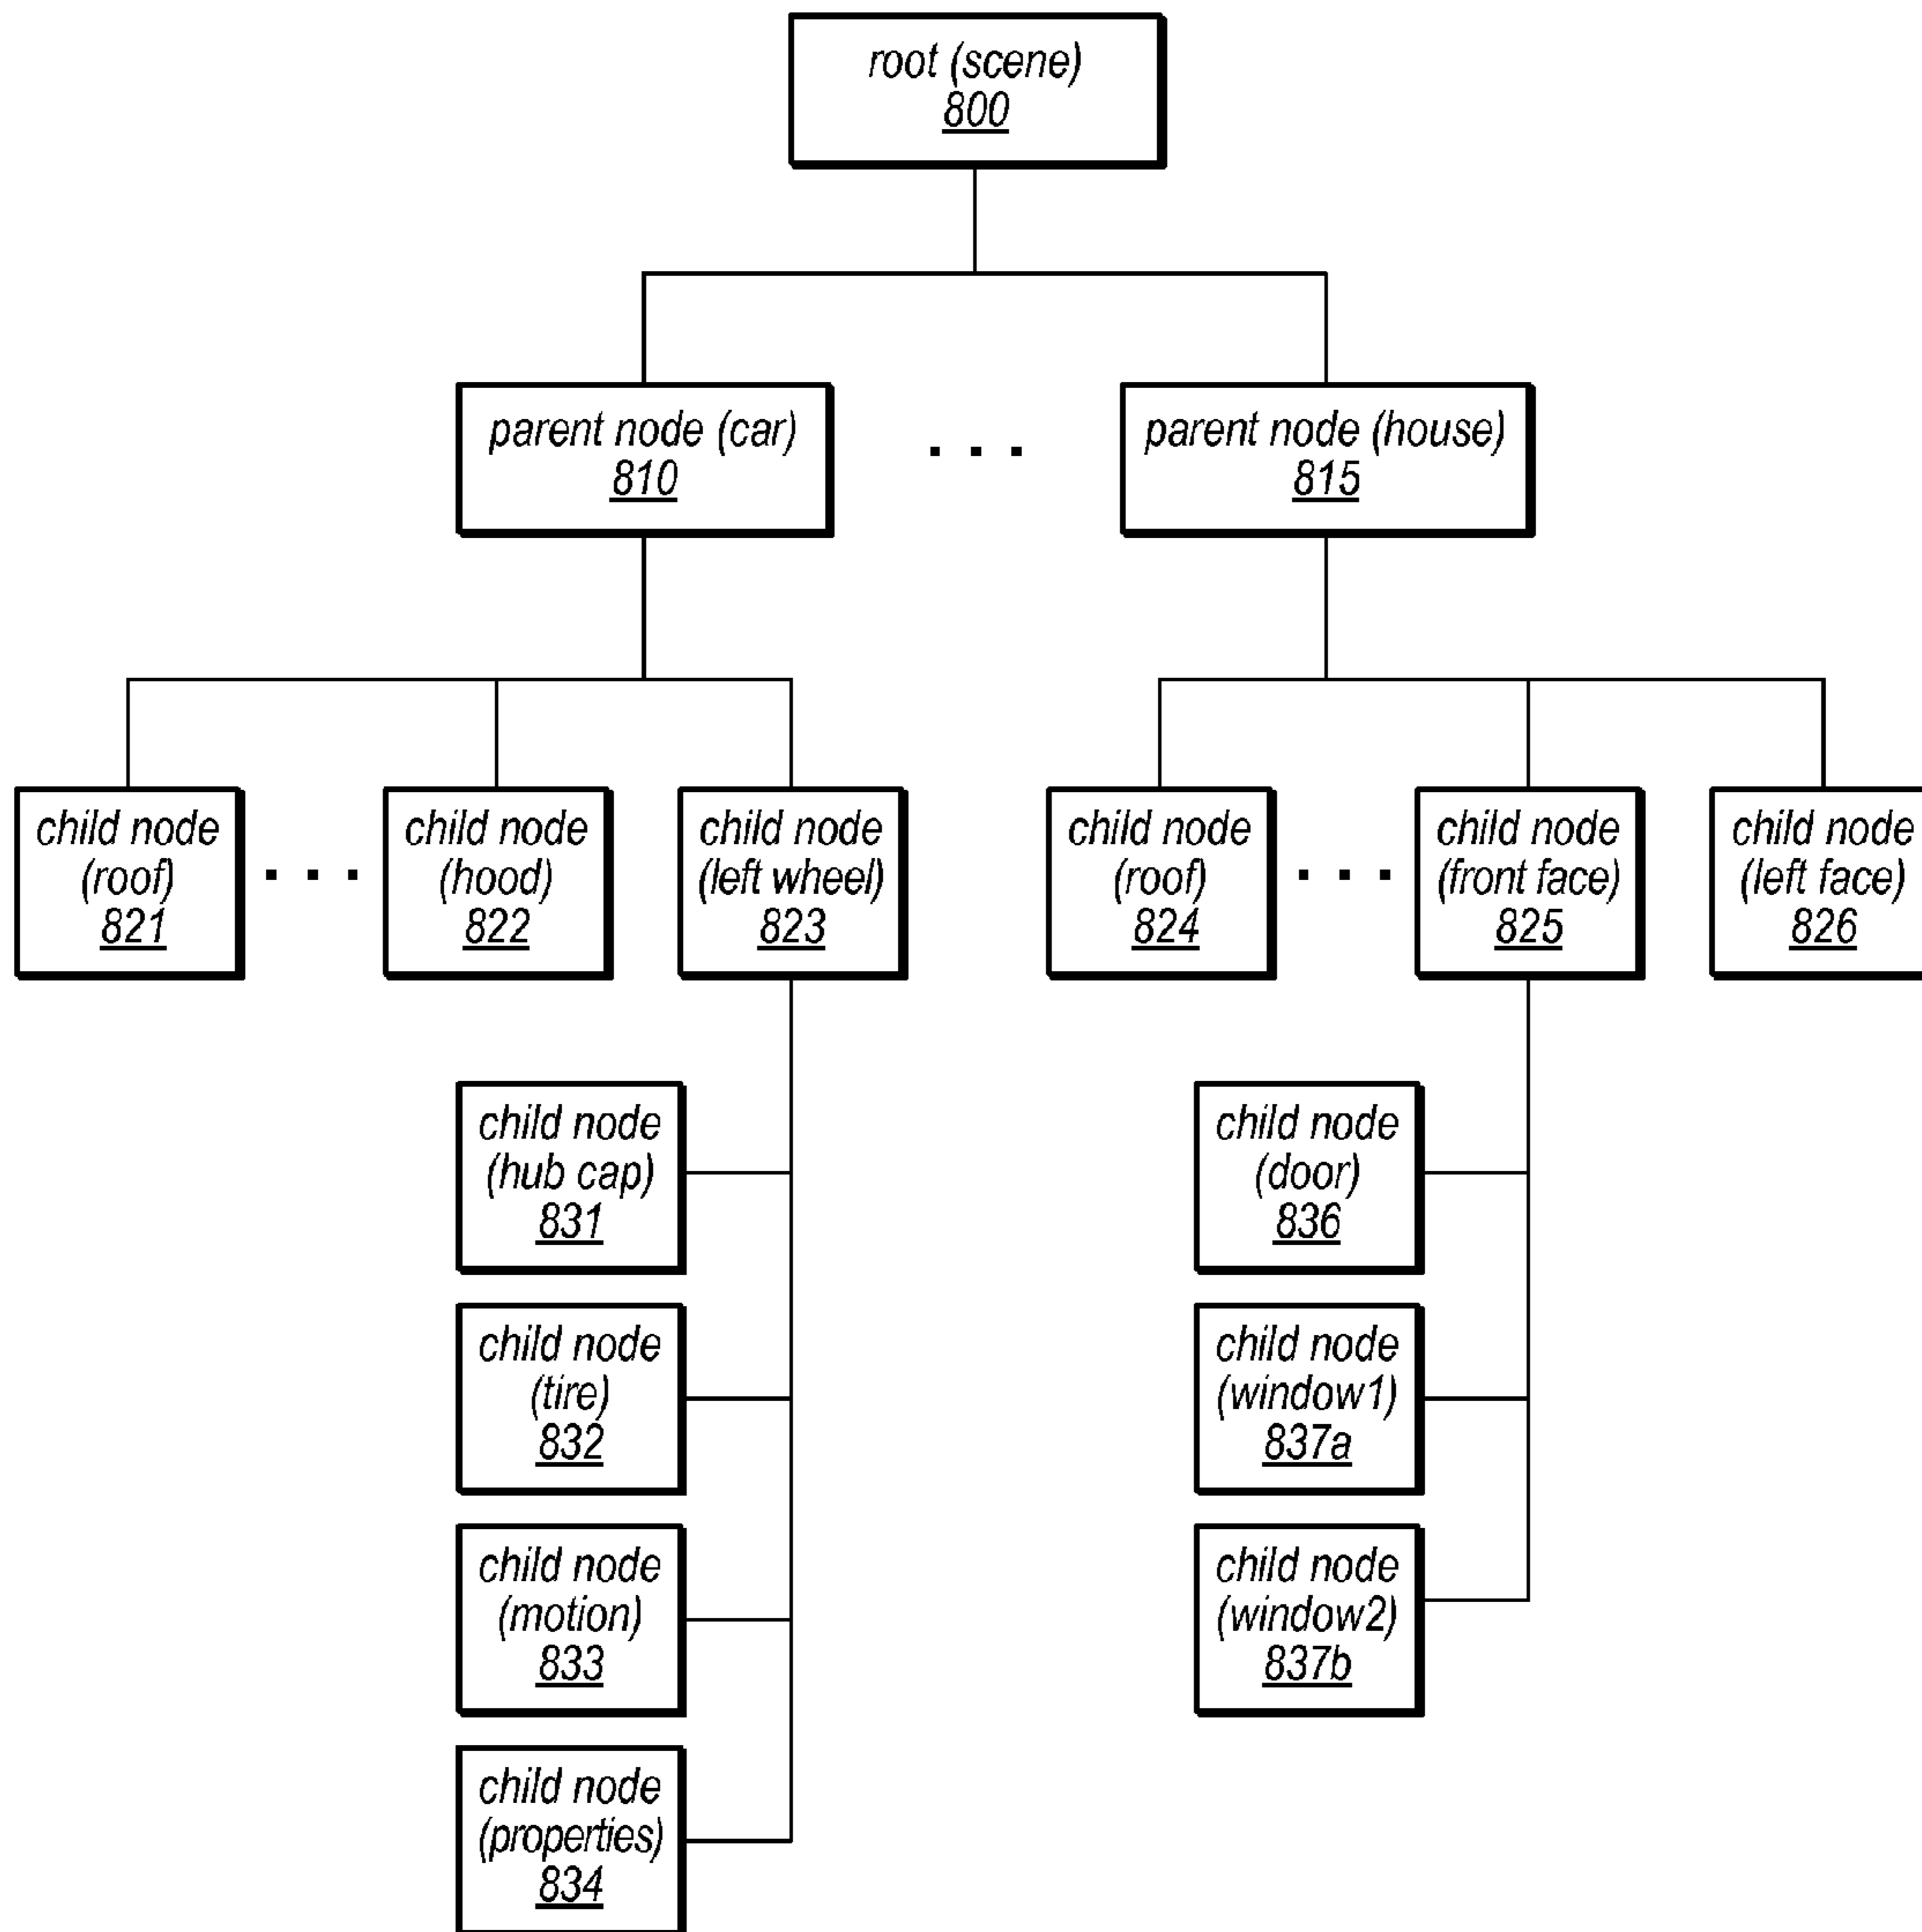 root (scene)
800
parent node (car)
810
. . .
parent node (house)
815
child node
(roof)
821
. . .
child node
(hood)
822
child node
(left wheel)
823
child node
(roof)
824
. . .
child node
(front face)
825
child node
(left face)
826
child node
(hub cap)
831
child node
(tire)
832
child node
(motion)
833
child node
(properties)
834
child node
(door)
836
child node
(window1)
837a
child node
(window2)
837b